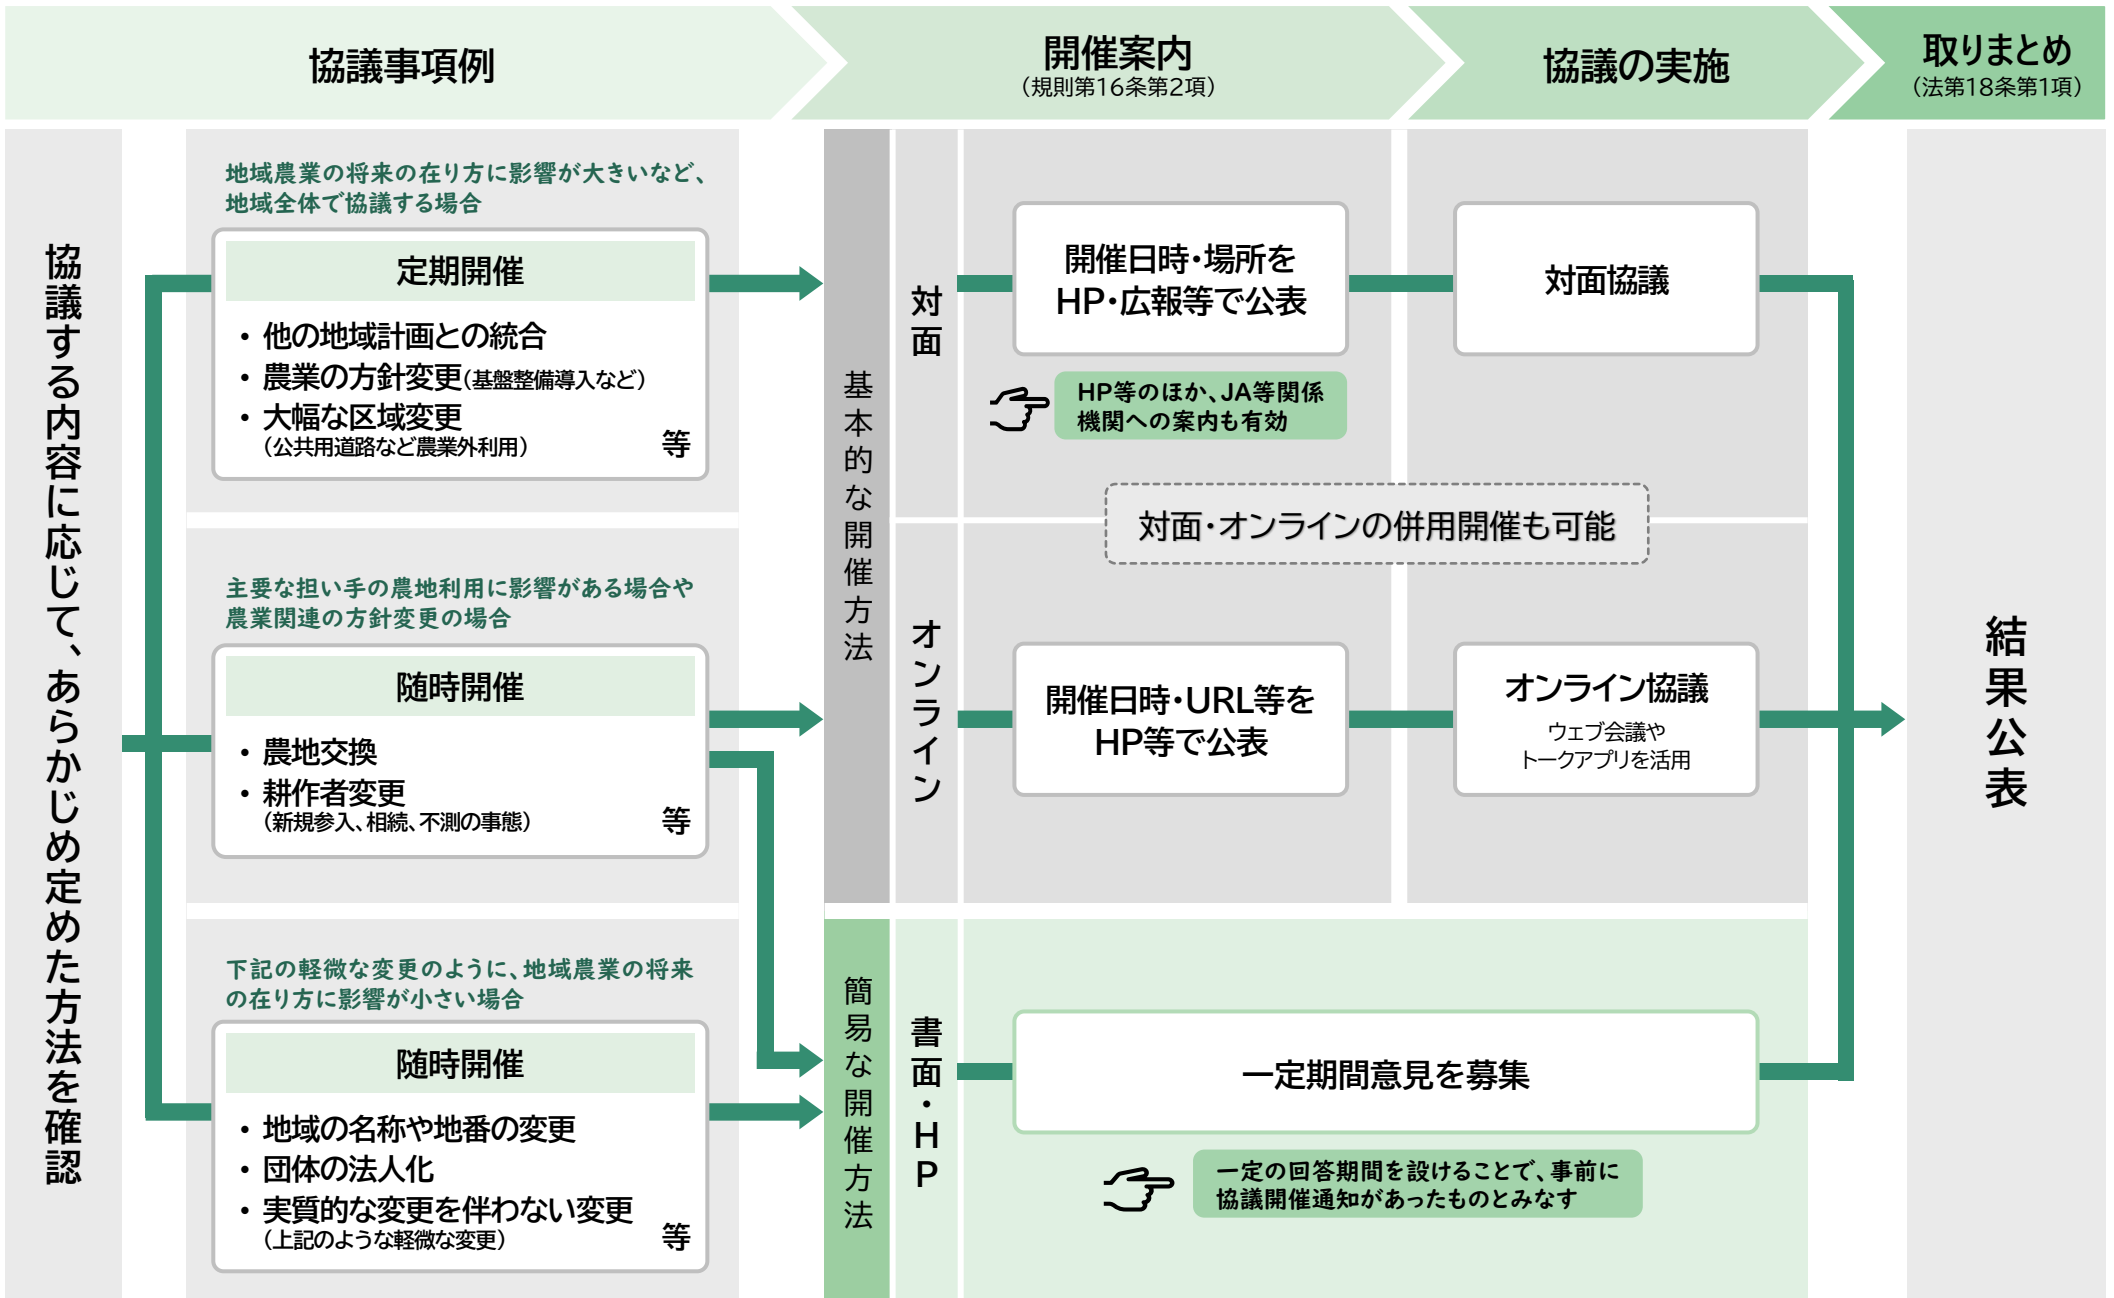 協議事項例
開催案内
(規則第16条第2項)
協議の実施
取りまとめ
(法第18条第1項)
協議する内容に応じて、あらかじめ定めた方法を確認
地域農業の将来の在り方に影響が大きいなど、
地域全体で協議する場合
定期開催
・ 他の地域計画との統合
・ 農業の方針変更(基盤整備導入など)
・ 大幅な区域変更
(公共用道路など農業外利用)
等
主要な担い手の農地利用に影響がある場合や
農業関連の方針変更の場合
随時開催
・ 農地交換
・ 耕作者変更
(新規参入、相続、不測の事態)
等
下記の軽微な変更のように、地域農業の将来
の在り方に影響が小さい場合
随時開催
・ 地域の名称や地番の変更
・ 団体の法人化
・ 実質的な変更を伴わない変更
(上記のような軽微な変更)
等
基本的な開催方法
対面
開催日時・場所を
HP・広報等で公表
HP等のほか、JA等関係
機関への案内も有効
対面協議
対面・オンラインの併用開催も可能
オンライン
開催日時・URL等を
HP等で公表
オンライン協議
ウェブ会議や
トークアプリを活用
簡易な開催方法
書面・HP
一定期間意見を募集
一定の回答期間を設けることで、事前に
協議開催通知があったものとみなす
結果公表